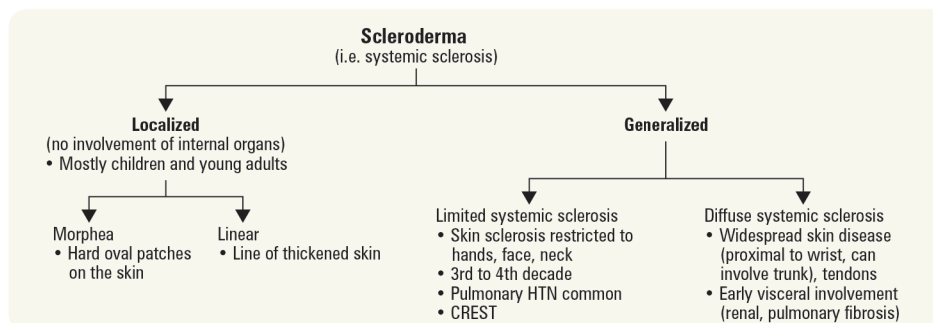 Scleroderma
(i.e. systemic sclerosis)
Localized
(no involvement of internal organs)
• Mostly children and young adults
Generalized
Morphea
• Hard oval patches
on the skin
Linear
• Line of thickened skin
Limited systemic sclerosis
• Skin sclerosis restricted to
hands, face, neck
• 3rd to 4th decade
• Pulmonary HTN common
• CREST
Diffuse systemic sclerosis
• Widespread skin disease
(proximal to wrist, can
involve trunk), tendons
• Early visceral involvement
(renal, pulmonary fibrosis)